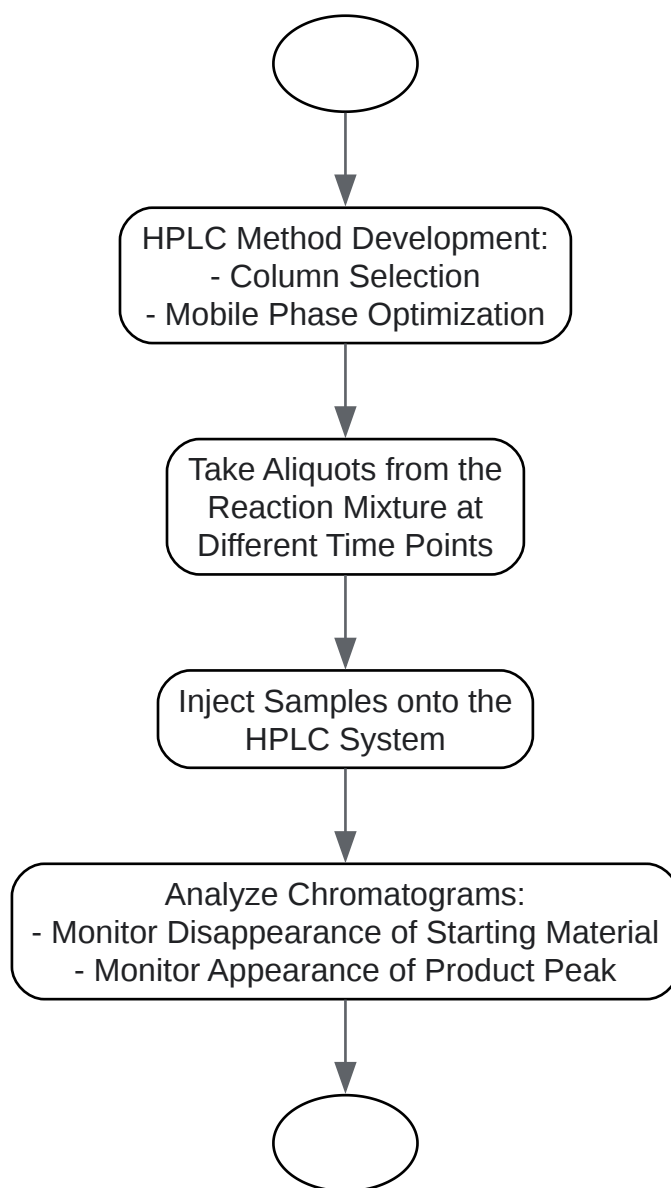 HPLC Method Development:
- Column Selection
- Mobile Phase Optimization
Take Aliquots from the
Reaction Mixture at
Different Time Points
Inject Samples onto the
HPLC System
Analyze Chromatograms:
- Monitor Disappearance of Starting Material
- Monitor Appearance of Product Peak